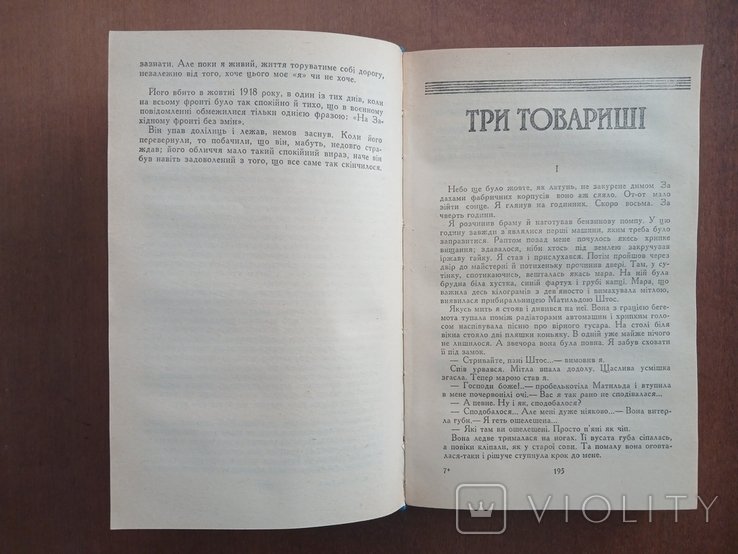 зазнати. Але поки я живий, життя торуватиме собі дорогу,
незалежно від того, хоче цього моє «я» чи не хоче.
Його вбито в жовтні 1918 року, в один із тих днів, коли
на всьому фронті було так спокійно й тихо, що в воєнному
повідомленні обмежилися тільки однією фразою: «На За-
хідному фронті без змін».
Він упав долілиць і лежав, немов заснув. Коли його
перевернули, то побачили, що він, мабуть, недовго страж-
дав; його обличчя мало такий спокійний вираз, наче він
був навіть задоволений з того, що все саме так скінчилося.
ТРИ ТОВАРИШІ
I
Небо ще було жовте, як латунь, не закурене димом. За
дахами фабричних корпусів воно аж сяяло. От-от мало
зійти сонце. Я глянув на годинник. Скоро восьма. За
чверть години.
Я розчинив браму й наготував бензинову помпу. У цю
годину завжди з'являлися перші машини, яким треба було
заправитися. Раптом позад мене почулось якесь хрипке
вищання; здавалося, ніби хтось під землею закручував
іржаву гайку. Я став і прислухався. Потім пройшов через
двір до майстерні й потихеньку прочинив двері. Там, у су-
тінку, спотикаючись, вешталась якась мара. На ній була
брудна біла хустка, синій фартух і грубі капці. Мара, що
важила десь кілограмів з дев'яносто і вимахувала мітлою,
виявилася прибиральницею Матильдою Штос.
Якусь мить я стояв і дивився на неї. Вона з грацією беге-
мота тупала поміж радіаторами автомашин і хрипким голо-
сом наспівувала пісню про вірного гусара. На столі біля
вікна стояло дві пляшки коньяку. В одній уже майже нічого
не лишилося. А звечора вона була повна. Я забув сховати
її під замок.
— Стривайте, пані Штос...— вимовив я.
Спів урвався. Мітла впала додолу. Щаслива усмішка
згасла. Тепер марою став я.
— Господи боже!..— пробелькотіла Матильда і втупила
в мене почервонілі очі.— Вас я так рано не сподівалася...
— А певне. Ну і як, сподобалося?
— Сподобалося... Але мені дуже ніяково...— Вона витер-
ла губи.— Я геть ошелешена...
— Які там ви ошелешені. Просто п'яні як чіп.
Вона ледве трималася на ногах. Її вусата губа сіпалась,
а повіки кліпали, як у старої сови. Та помалу вона оговта-
лася-таки і рішуче ступнула крок до мене.
7* 195
VIOLITY